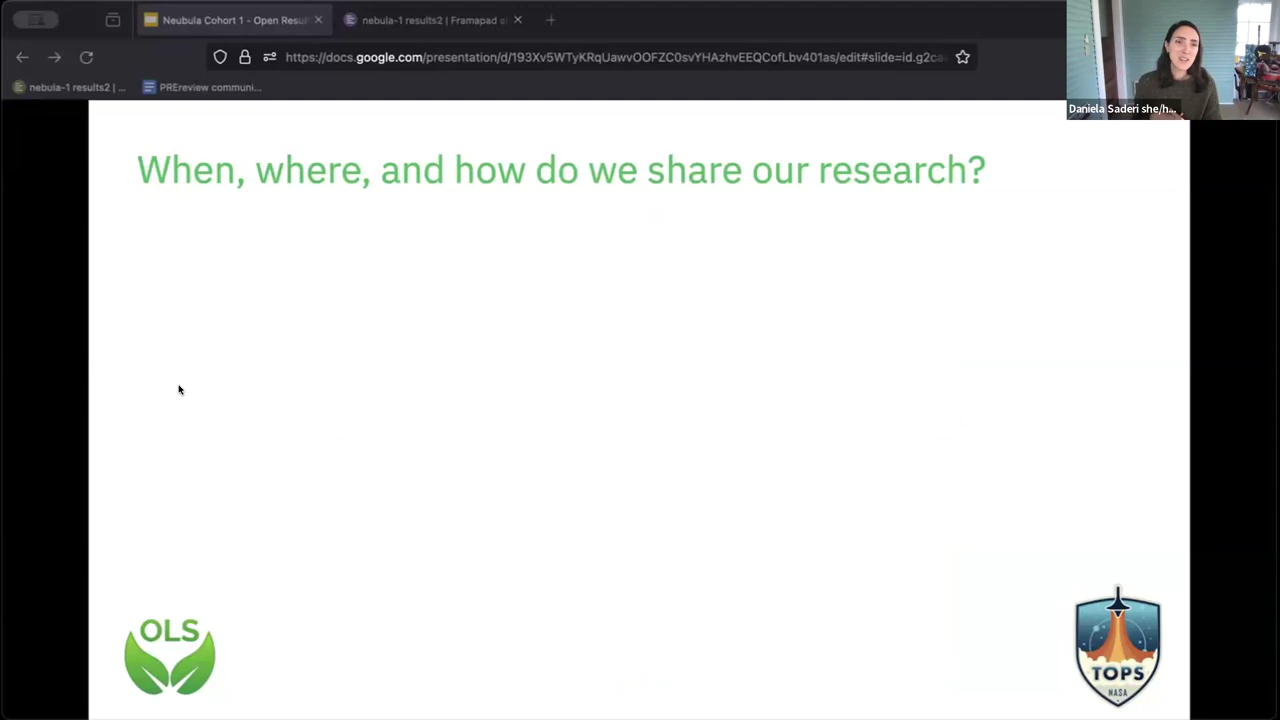 Neubula Cohort 1 - Open Resul
nebula-1 results2 | Framapad
https://docs.google.com/presentation/d/193Xv5WTyKRqUawvOOFZC0svYHAzhvEEQCofLbv401as/edit#slide=id.g2ca
nebula-1 results2 | ...
PREreview communi...
Daniela Saderi she/h...
When, where, and how do we share our research?
OLS
TOPS
NASA